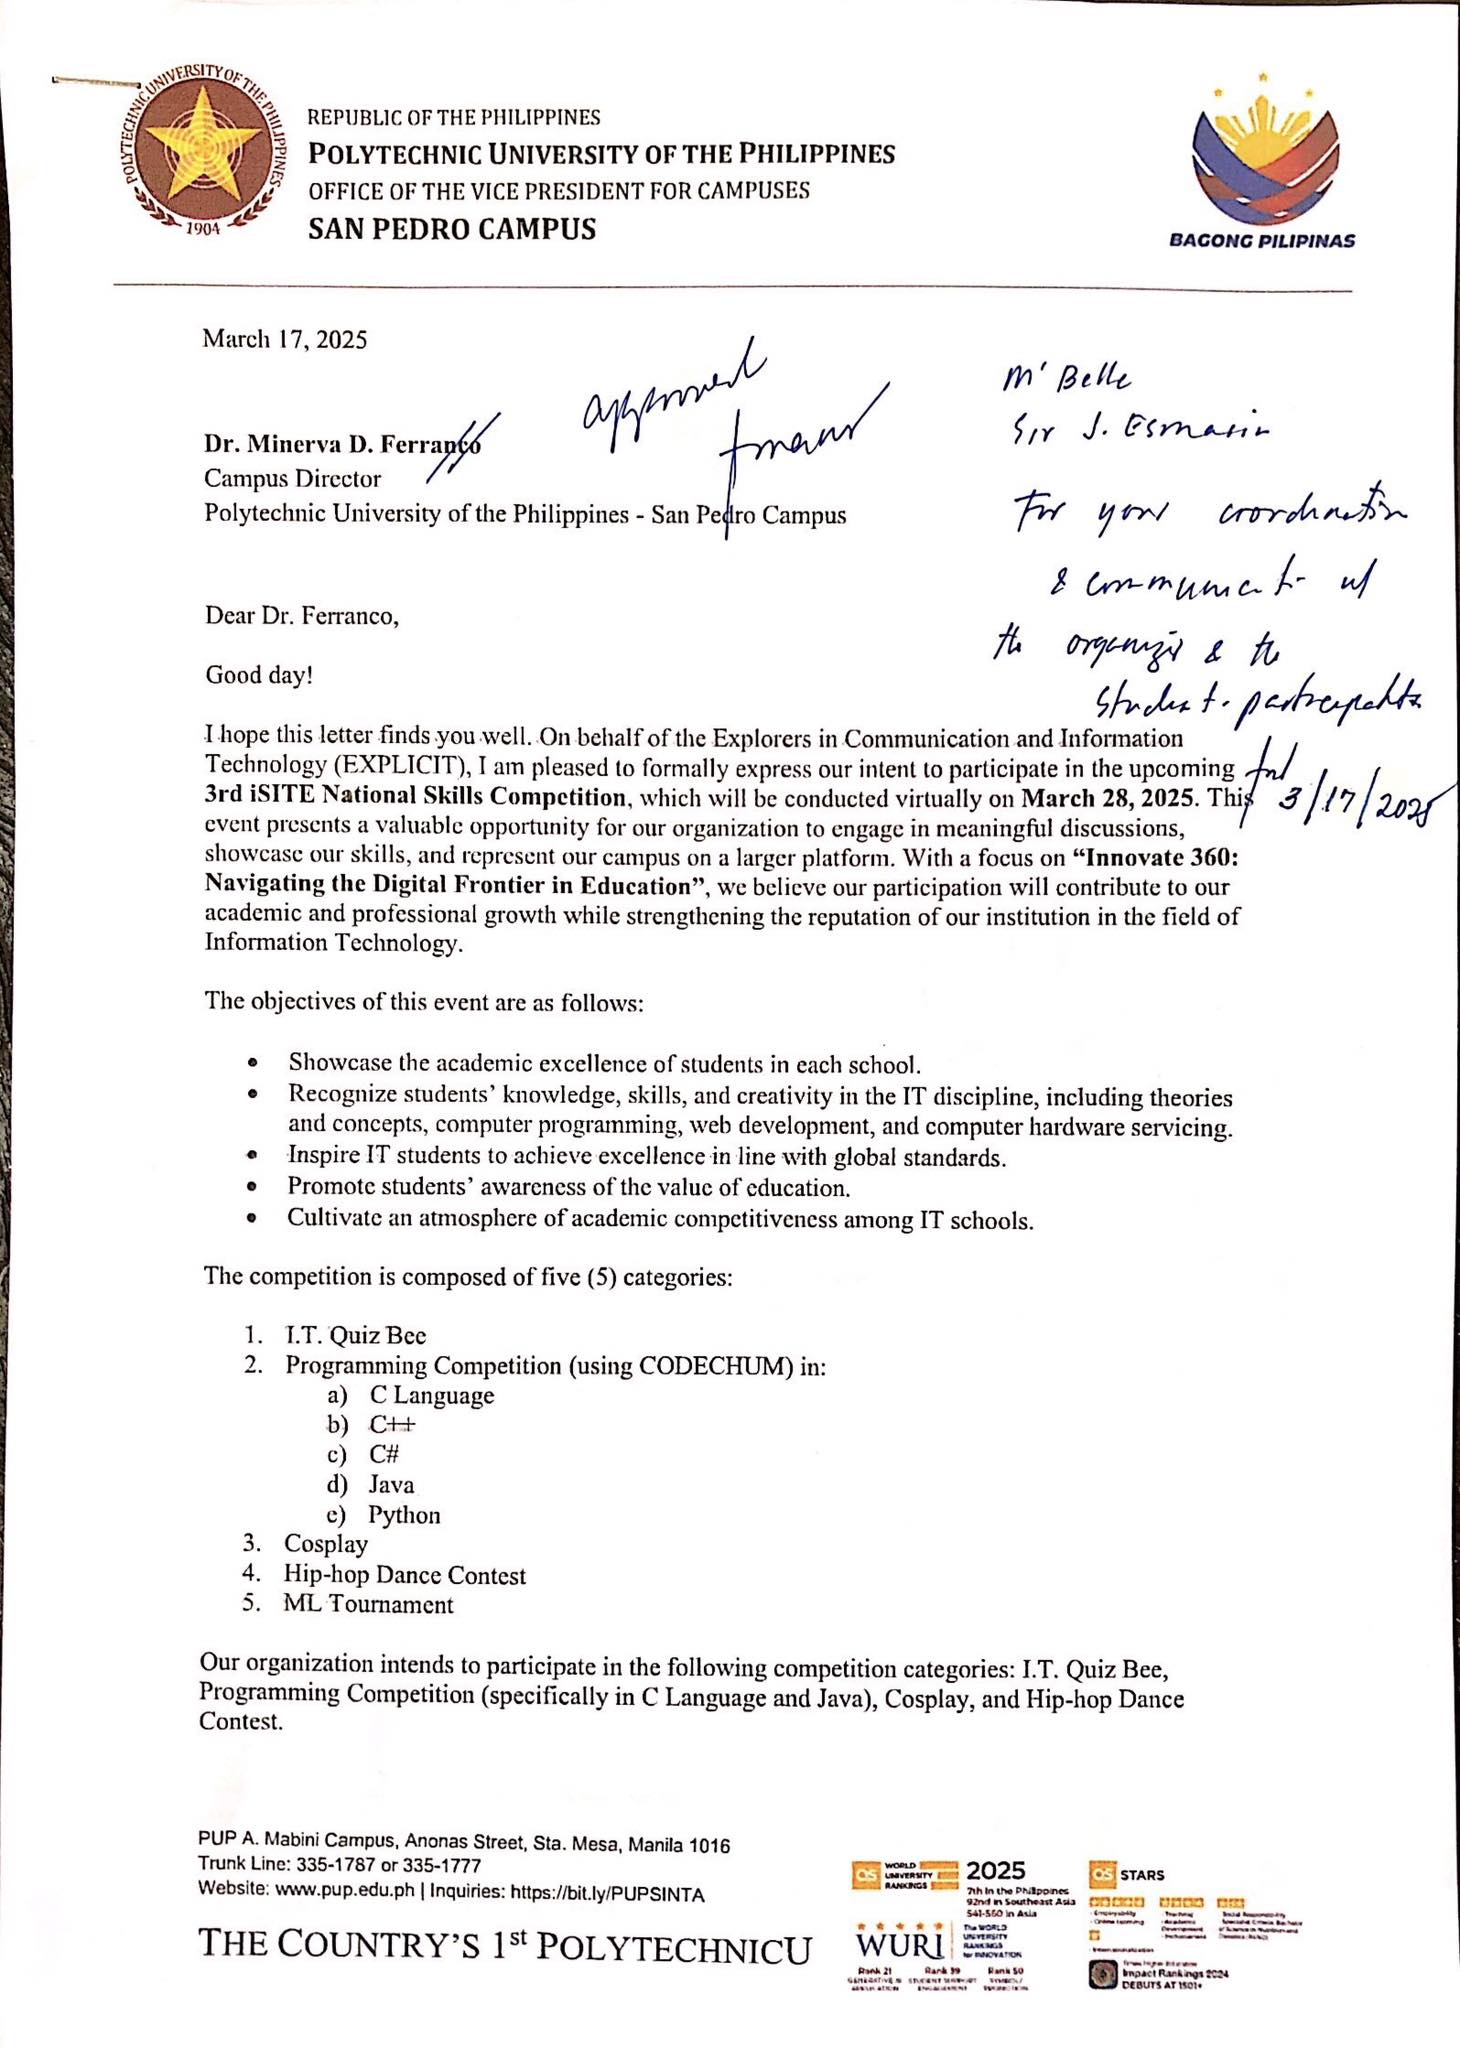 POLYTECHNIC UNIVERSITY OF THE PHILIPPINES
1904
REPUBLIC OF THE PHILIPPINES
POLYTECHNIC UNIVERSITY OF THE PHILIPPINES
OFFICE OF THE VICE PRESIDENT FOR CAMPUSES
SAN PEDRO CAMPUS
BAGONG PILIPINAS
March 17, 2025
approved
M' Belle
Sir J. Esmasin
For your coordination
& communicat- w/
the organizer & the
student-participants
3/17/2025
Dr. Minerva D. Ferranco
Campus Director
Polytechnic University of the Philippines - San Pedro Campus
Dear Dr. Ferranco,
Good day!
I hope this letter finds you well. On behalf of the Explorers in Communication and Information
Technology (EXPLICIT), I am pleased to formally express our intent to participate in the upcoming
3rd iSITE National Skills Competition, which will be conducted virtually on March 28, 2025. This
event presents a valuable opportunity for our organization to engage in meaningful discussions,
showcase our skills, and represent our campus on a larger platform. With a focus on “Innovate 360:
Navigating the Digital Frontier in Education”, we believe our participation will contribute to our
academic and professional growth while strengthening the reputation of our institution in the field of
Information Technology.
The objectives of this event are as follows:
• Showcase the academic excellence of students in each school.
• Recognize students’ knowledge, skills, and creativity in the IT discipline, including theories
and concepts, computer programming, web development, and computer hardware servicing.
• Inspire IT students to achieve excellence in line with global standards.
• Promote students’ awareness of the value of education.
• Cultivate an atmosphere of academic competitiveness among IT schools.
The competition is composed of five (5) categories:
1. I.T. Quiz Bee
2. Programming Competition (using CODECHUM) in:
a) C Language
b) C++
c) C#
d) Java
e) Python
3. Cosplay
4. Hip-hop Dance Contest
5. ML Tournament
Our organization intends to participate in the following competition categories: I.T. Quiz Bee,
Programming Competition (specifically in C Language and Java), Cosplay, and Hip-hop Dance
Contest.
PUP A. Mabini Campus, Anonas Street, Sta. Mesa, Manila 1016
Trunk Line: 335-1787 or 335-1777
Website: www.pup.edu.ph | Inquiries: https://bit.ly/PUPSINTA
THE COUNTRY’S 1st POLYTECHNICU
QS WORLD UNIVERSITY RANKINGS
2025
7th in the Philippines
92nd in Southeast Asia
541-560 in Asia
WURI
The WORLD UNIVERSITY RANKINGS for INNOVATION
Rank 21 Rank 39 Rank 50
QS STARS
Impact Rankings 2024
DEBUTS AT 1501+